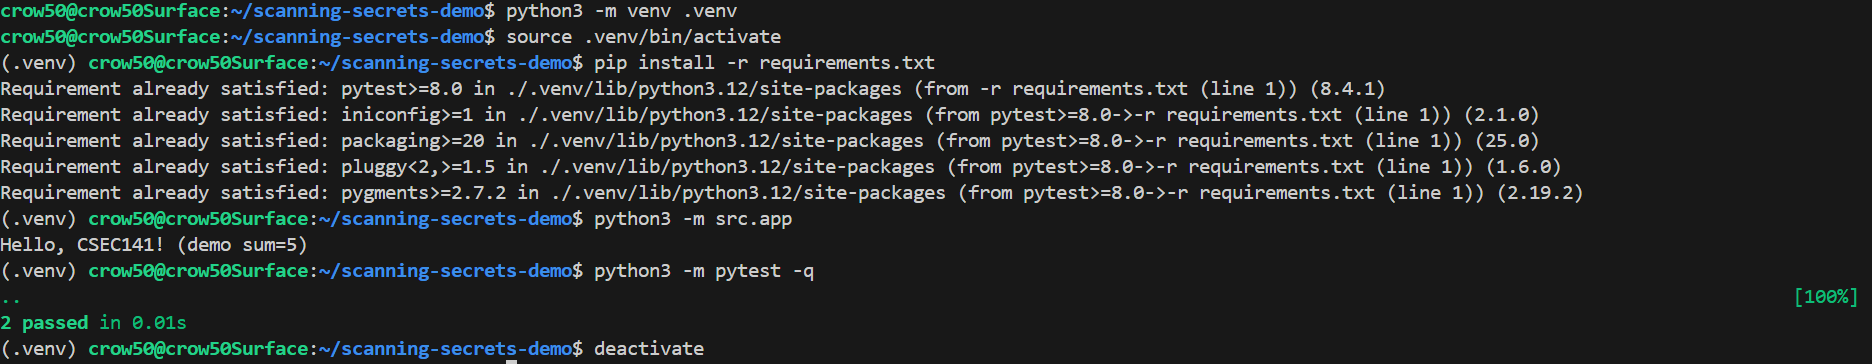 crow50@crow50Surface:~/scanning-secrets-demo$ python3 -m venv .venv
crow50@crow50Surface:~/scanning-secrets-demo$ source .venv/bin/activate
(.venv) crow50@crow50Surface:~/scanning-secrets-demo$ pip install -r requirements.txt
Requirement already satisfied: pytest>=8.0 in ./.venv/lib/python3.12/site-packages (from -r requirements.txt (line 1)) (8.4.1)
Requirement already satisfied: iniconfig>=1 in ./.venv/lib/python3.12/site-packages (from pytest>=8.0->-r requirements.txt (line 1)) (2.1.0)
Requirement already satisfied: packaging>=20 in ./.venv/lib/python3.12/site-packages (from pytest>=8.0->-r requirements.txt (line 1)) (25.0)
Requirement already satisfied: pluggy<2,>=1.5 in ./.venv/lib/python3.12/site-packages (from pytest>=8.0->-r requirements.txt (line 1)) (1.6.0)
Requirement already satisfied: pygments>=2.7.2 in ./.venv/lib/python3.12/site-packages (from pytest>=8.0->-r requirements.txt (line 1)) (2.19.2)
(.venv) crow50@crow50Surface:~/scanning-secrets-demo$ python3 -m src.app
Hello, CSEC141! (demo sum=5)
(.venv) crow50@crow50Surface:~/scanning-secrets-demo$ python3 -m pytest -q
.. [100%]
2 passed in 0.01s
(.venv) crow50@crow50Surface:~/scanning-secrets-demo$ deactivate